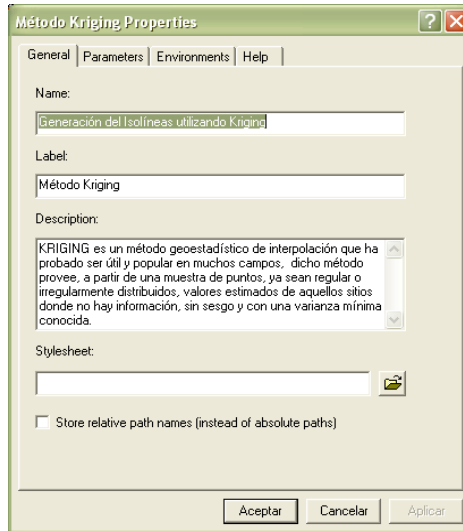 Método Kriging Properties
General Parameters Environments Help
Name:
Generación del Isolíneas utilizando Kriging
Label:
Método Kriging
Description:
KRIGING es un método geoestadístico de interpolación que ha
probado ser útil y popular en muchos campos, dicho método
provee, a partir de una muestra de puntos, ya sean regular o
irregularmente distribuidos, valores estimados de aquellos sitios
donde no hay información, sin sesgo y con una varianza mínima
conocida.
Stylesheet:
Store relative path names (instead of absolute paths)
Aceptar Cancelar Aplicar